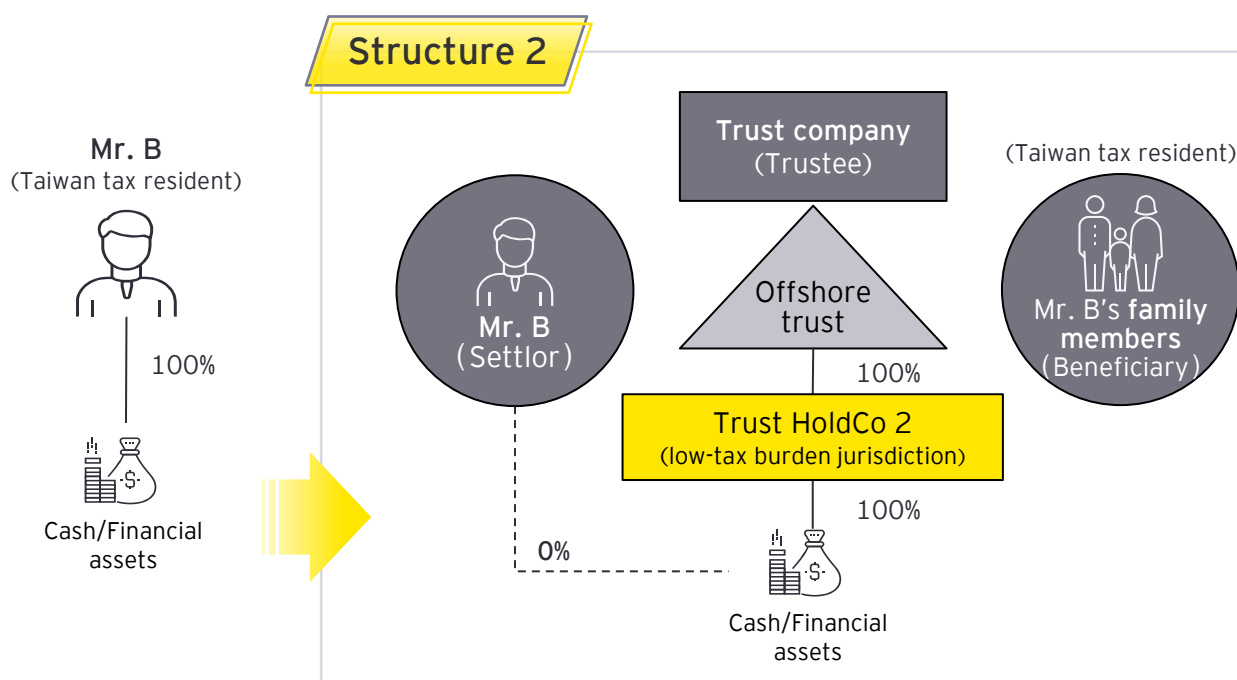 Structure 2
Mr. B
(Taiwan tax resident)
100%
Cash/Financial
assets
Mr. B
(Settlor)
0%
Trust company
(Trustee)
Offshore
trust
100%
Trust HoldCo 2
(low-tax burden jurisdiction)
100%
$
Cash/Financial
assets
(Taiwan tax resident)
Mr. B's family
members
(Beneficiary)